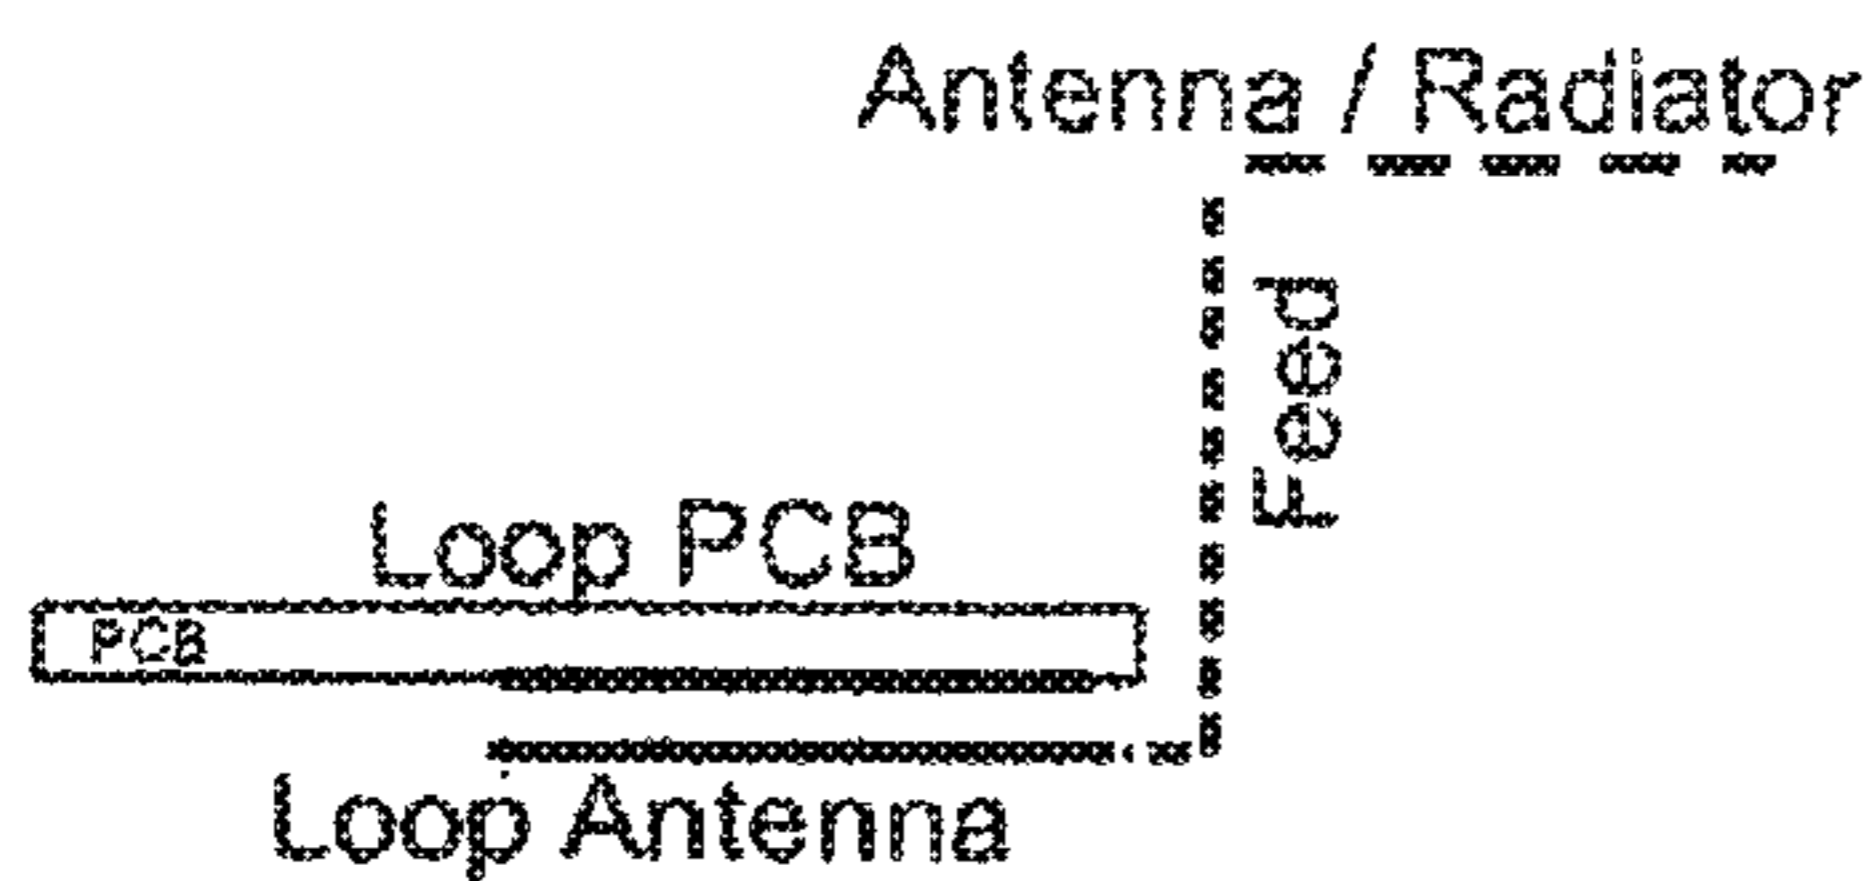 Antenna / Radiator
Feed
Loop PCB
PCB
Loop Antenna